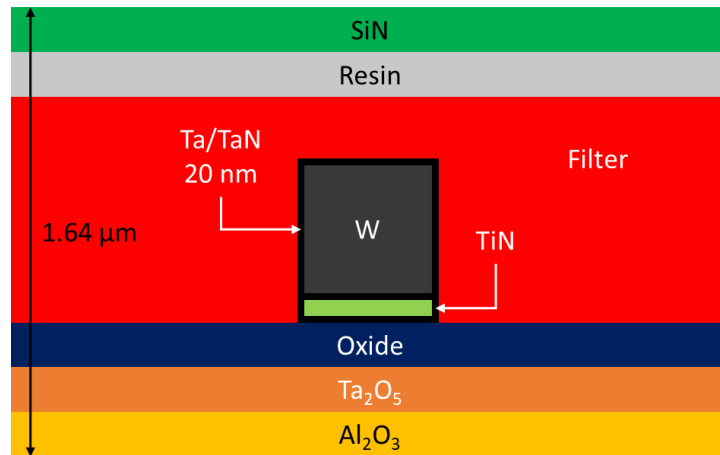 SiN
Resin
Ta/TaN
20 nm
Filter
1.64 μm
W
TiN
Oxide
Ta₂O₅
Al₂O₃